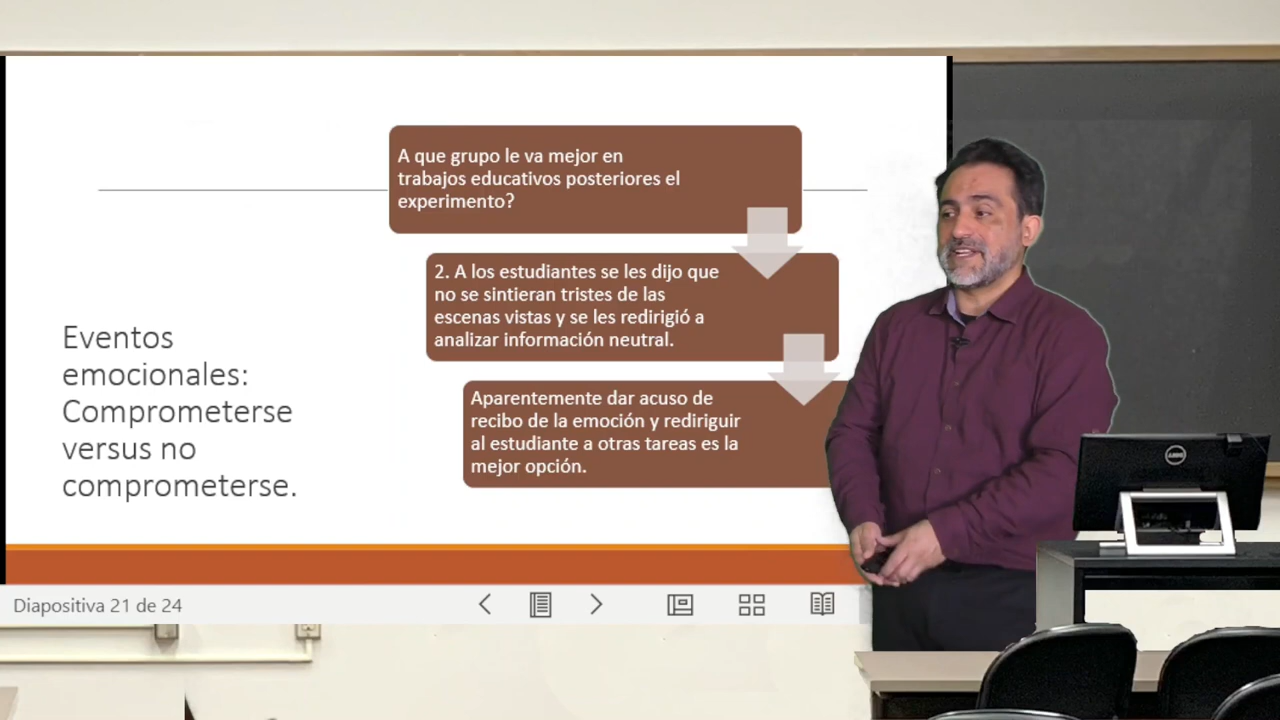 A que grupo le va mejor en
trabajos educativos posteriores el
experimento?
2. A los estudiantes se les dijo que
no se sintieran tristes de las
escenas vistas y se les redirigió a
analizar información neutral.
Aparentemente dar acuso de
recibo de la emoción y rediriguir
al estudiante a otras tareas es la
mejor opción.
Eventos
emocionales:
Comprometerse
versus no
comprometerse.
Diapositiva 21 de 24